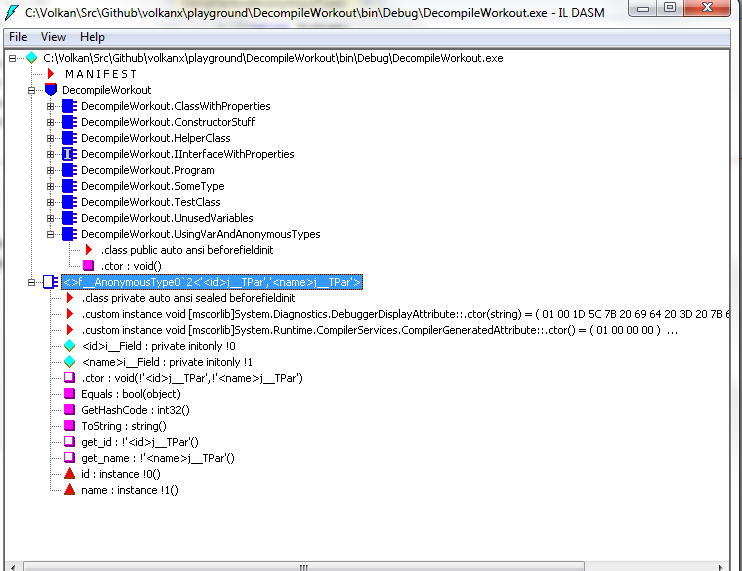 C:\Volkan\Src\Github\volkanx\playground\DecompileWorkout\bin\Debug\DecompileWorkout.exe - IL DASM
File View Help
C:\Volkan\Src\Github\volkanx\playground\DecompileWorkout\bin\Debug\DecompileWorkout.exe
M A N I F E S T
DecompileWorkout
DecompileWorkout.ClassWithProperties
DecompileWorkout.ConstructorStuff
DecompileWorkout.HelperClass
DecompileWorkout.IInterfaceWithProperties
DecompileWorkout.Program
DecompileWorkout.SomeType
DecompileWorkout.TestClass
DecompileWorkout.UnusedVariables
DecompileWorkout.UsingVarAndAnonymousTypes
.class public auto ansi beforefieldinit
.ctor : void()
<>f__AnonymousType0`2<'<id>j__TPar','<name>j__TPar'>
.class private auto ansi sealed beforefieldinit
.custom instance void [mscorlib]System.Diagnostics.DebuggerDisplayAttribute::.ctor(string) = ( 01 00 1D 5C 7B 20 69 64 20 3D 20 7B 6
.custom instance void [mscorlib]System.Runtime.CompilerServices.CompilerGeneratedAttribute::.ctor() = ( 01 00 00 00 ) ...
<id>i__Field : private initonly !0
<name>i__Field : private initonly !1
.ctor : void(!'<id>j__TPar',!'<name>j__TPar')
Equals : bool(object)
GetHashCode : int32()
ToString : string()
get_id : !'<id>j__TPar'()
get_name : !'<name>j__TPar'()
id : instance !0()
name : instance !1()